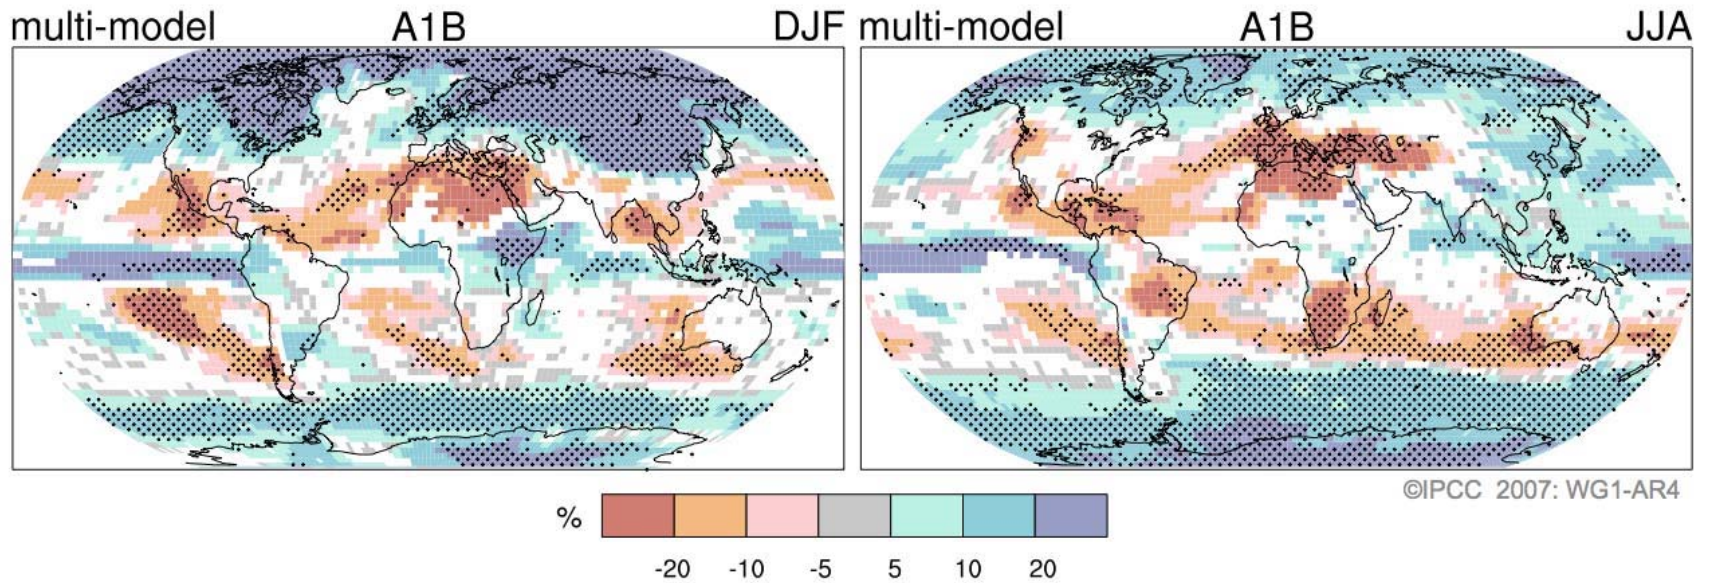 multi-model A1B DJF
multi-model A1B JJA
©IPCC 2007: WG1-AR4
%
-20 -10 -5 5 10 20